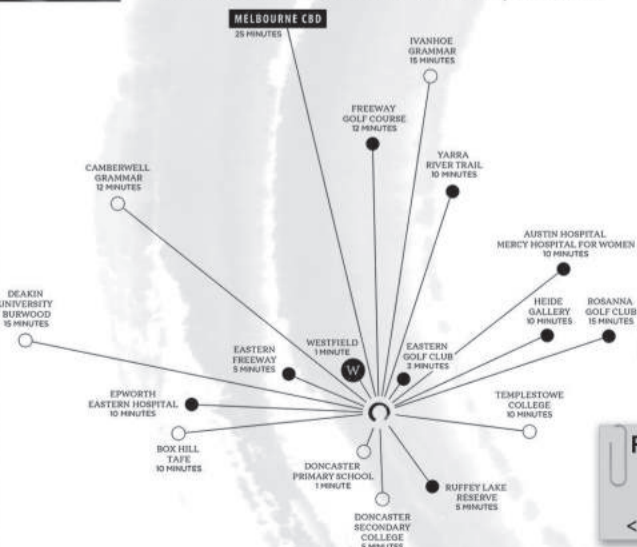 MELBOURNE CBD
25 MINUTES
IVANHOE
GRAMMAR
15 MINUTES
FREEWAY
GOLF COURSE
12 MINUTES
YARRA
RIVER TRAIL
10 MINUTES
CAMBERWELL
GRAMMAR
12 MINUTES
AUSTIN HOSPITAL
MERCY HOSPITAL FOR WOMEN
10 MINUTES
DEAKIN
UNIVERSITY
BURWOOD
15 MINUTES
HEIDE
GALLERY
10 MINUTES
ROSANNA
GOLF CLUB
15 MINUTES
EASTERN
FREEWAY
5 MINUTES
WESTFIELD
1 MINUTE
W
EASTERN
GOLF CLUB
3 MINUTES
EPWORTH
EASTERN HOSPITAL
10 MINUTES
TEMPLESTOWE
COLLEGE
10 MINUTES
BOX HILL
TAFE
10 MINUTES
DONCASTER
PRIMARY SCHOOL
1 MINUTE
RUFFEY LAKE
RESERVE
5 MINUTES
DONCASTER
SECONDARY
COLLEGE
5 MINUTES
<